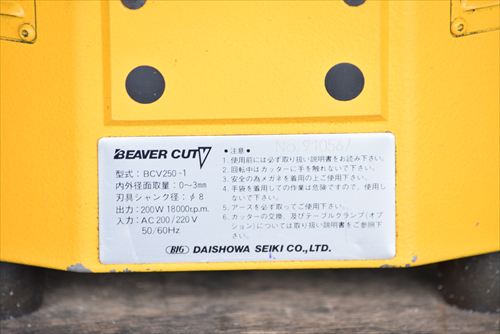 BEAVER CUT
型式：BCV250-1
内外径面取量：0～3mm
刃具シャンク径：φ8
出力：200W 18000r.p.m.
入力：AC 200/220V
50/60Hz
● 注意 ●
1. 使用前には必ず取り扱い説明書をお読み下さい。
2. 回転中はカッターに手をふれないで下さい。
3. 安全の為メガネを着用の上ご使用下さい。
4. 手袋を着用しての作業は危険ですので、使用し
ないで下さい。
5. アースを必ず取ってご使用下さい。
6. カッターの交換、及びテーブルクランプ(オプ
ション)については取り扱い説明書をご参照下さい。
BIG DAISHOWA SEIKI CO.,LTD.